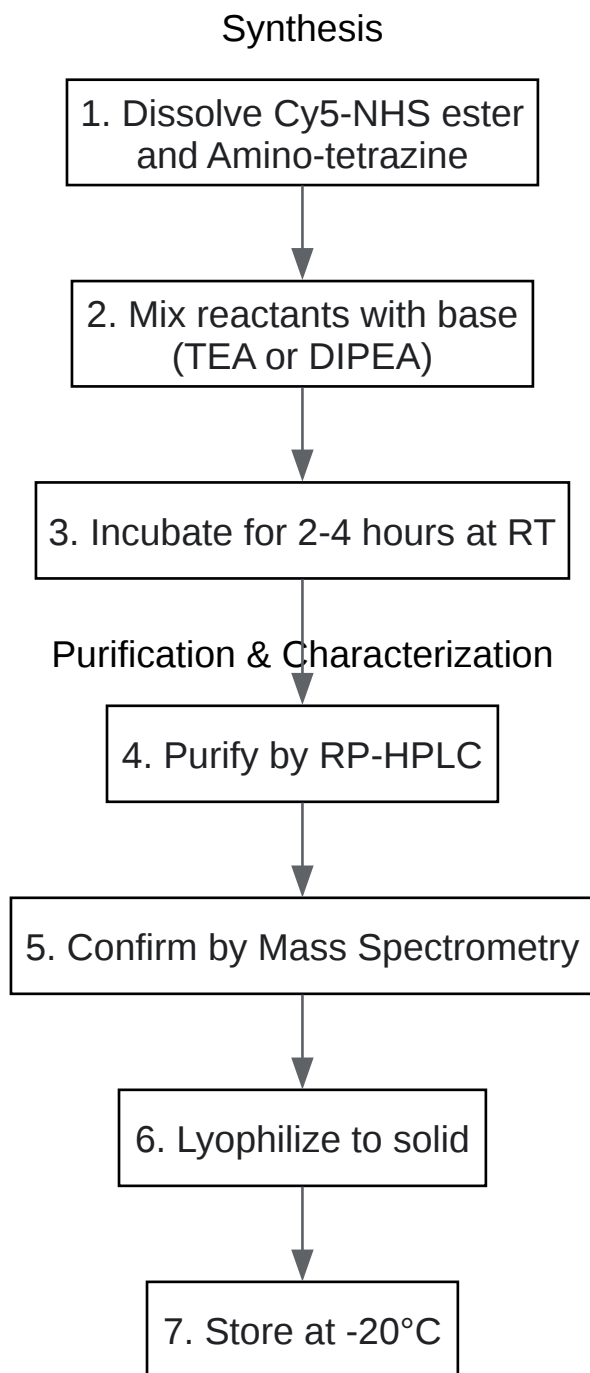 Synthesis
1. Dissolve Cy5-NHS ester
and Amino-tetrazine
2. Mix reactants with base
(TEA or DIPEA)
3. Incubate for 2-4 hours at RT
Purification & Characterization
4. Purify by RP-HPLC
5. Confirm by Mass Spectrometry
6. Lyophilize to solid
7. Store at -20°C